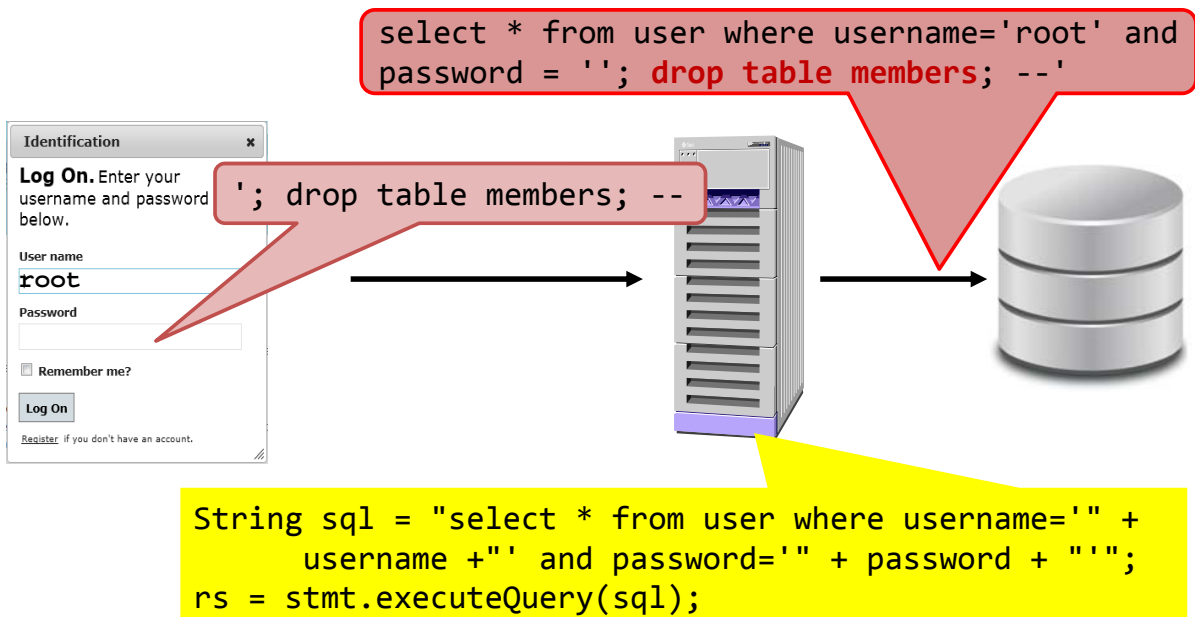 select * from user where username='root' and
password = ''; drop table members; --'
Identification x
Log On. Enter your
username and password
below.
'; drop table members; --
User name
root
Password
Remember me?
Log On
Register if you don't have an account.
String sql = "select * from user where username='" +
username +"' and password='" + password + "'";
rs = stmt.executeQuery(sql);